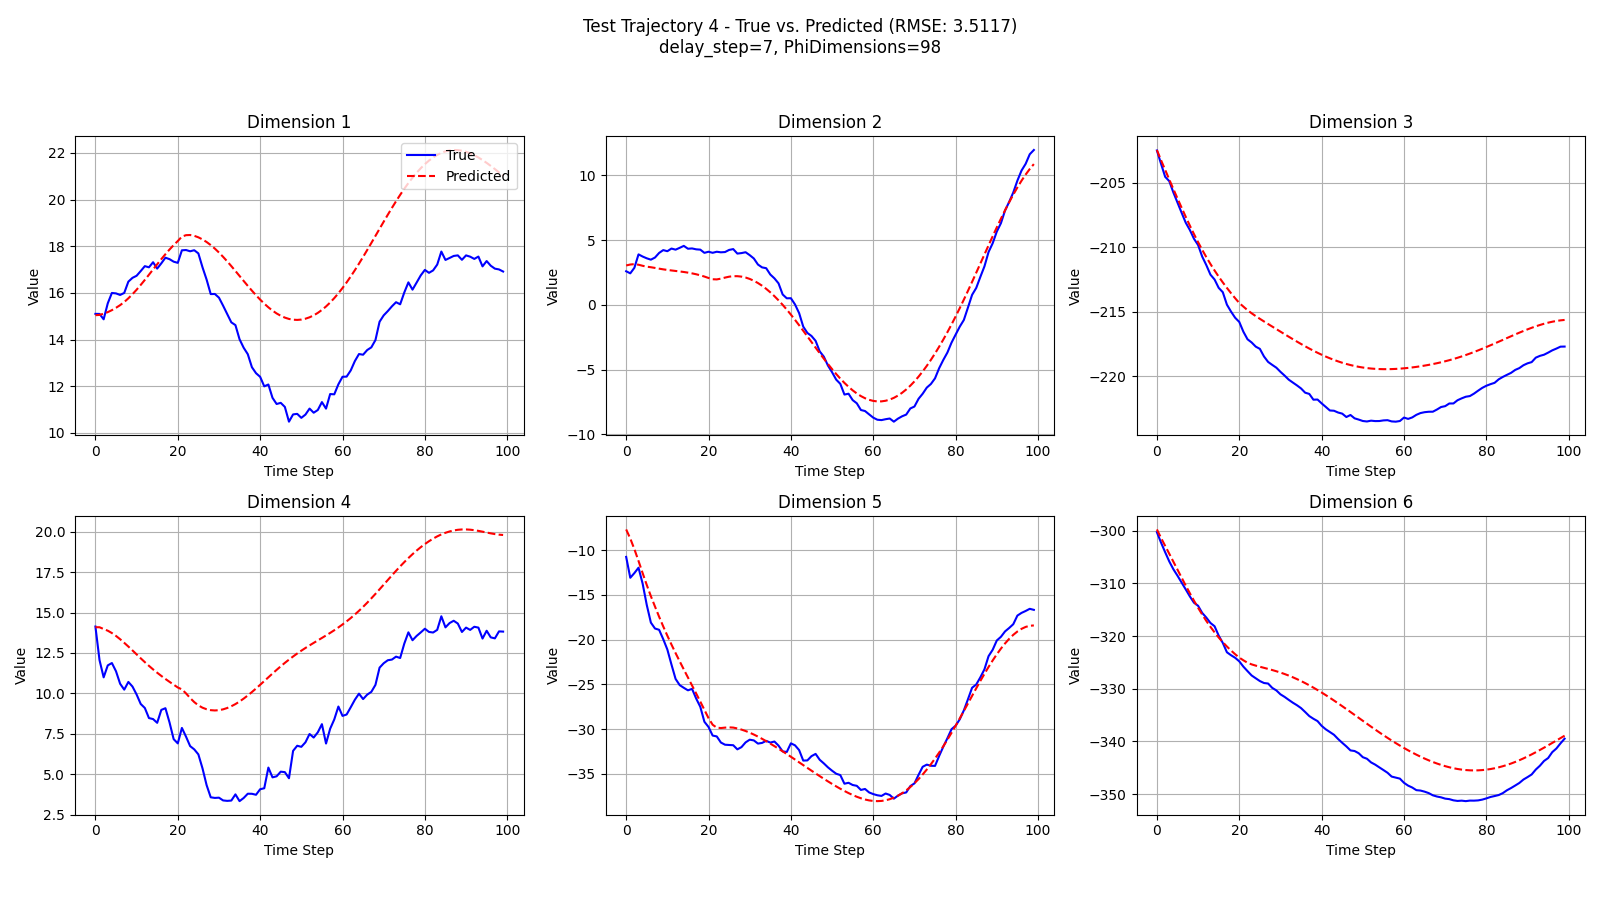 Test Trajectory 4 - True vs. Predicted (RMSE: 3.5117)
delay_step=7, PhiDimensions=98
Dimension 1
True
Predicted
Value
22
20
18
16
14
12
10
0 20 40 60 80 100
Time Step
Dimension 2
Value
10
5
0
−5
−10
0 20 40 60 80 100
Time Step
Dimension 3
Value
−205
−210
−215
−220
0 20 40 60 80 100
Time Step
Dimension 4
Value
20.0
17.5
15.0
12.5
10.0
7.5
5.0
2.5
0 20 40 60 80 100
Time Step
Dimension 5
Value
−10
−15
−20
−25
−30
−35
0 20 40 60 80 100
Time Step
Dimension 6
Value
−300
−310
−320
−330
−340
−350
0 20 40 60 80 100
Time Step